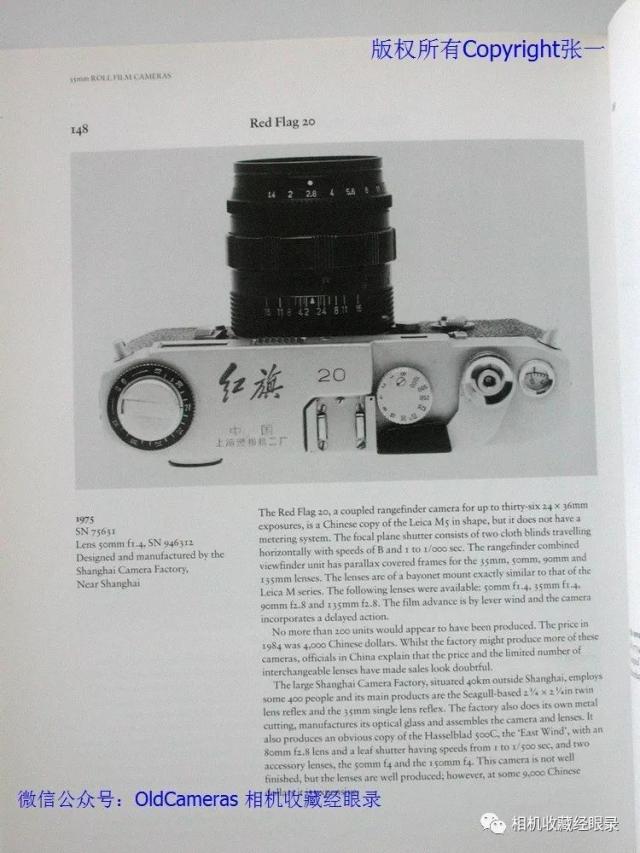 版权所有Copyright张一
35mm ROLL FILM CAMERAS
148
Red Flag 20
1.4 2 2.8 4 5.6 8 11
16 11 8 4 2 2 4 8 11 16
红旗 20
中国
上海照相机二厂
1975
SN 75631
Lens 50mm f1.4, SN 946312
Designed and manufactured by the
Shanghai Camera Factory,
Near Shanghai
The Red Flag 20, a coupled rangefinder camera for up to thirty-six 24 × 36mm
exposures, is a Chinese copy of the Leica M5 in shape, but it does not have a
metering system. The focal plane shutter consists of two cloth blinds travelling
horizontally with speeds of B and 1 to 1/000 sec. The rangefinder combined
viewfinder unit has parallax covered frames for the 35mm, 50mm, 90mm and
135mm lenses. The lenses are of a bayonet mount exactly similar to that of the
Leica M series. The following lenses were available: 50mm f1.4, 35mm f1.4,
90mm f2.8 and 135mm f2.8. The film advance is by lever wind and the camera
incorporates a delayed action.
No more than 200 units would appear to have been produced. The price in
1984 was 4,000 Chinese dollars. Whilst the factory might produce more of these
cameras, officials in China explain that the price and the limited number of
interchangeable lenses have made sales look doubtful.
The large Shanghai Camera Factory, situated 40km outside Shanghai, employs
some 400 people and its main products are the Seagull-based 2¼ × 2¼in twin
lens reflex and the 35mm single lens reflex. The factory also does its own metal
cutting, manufactures its optical glass and assembles the camera and lenses. It
also produces an obvious copy of the Hasselblad 500C, the 'East Wind', with an
80mm f2.8 lens and a leaf shutter having speeds from 1 to 1/500 sec, and two
accessory lenses, the 50mm f4 and the 150mm f4. This camera is not well
finished, but the lenses are well produced; however, at some 9,000 Chinese
微信公众号：OldCameras 相机收藏经眼录
相机收藏经眼录